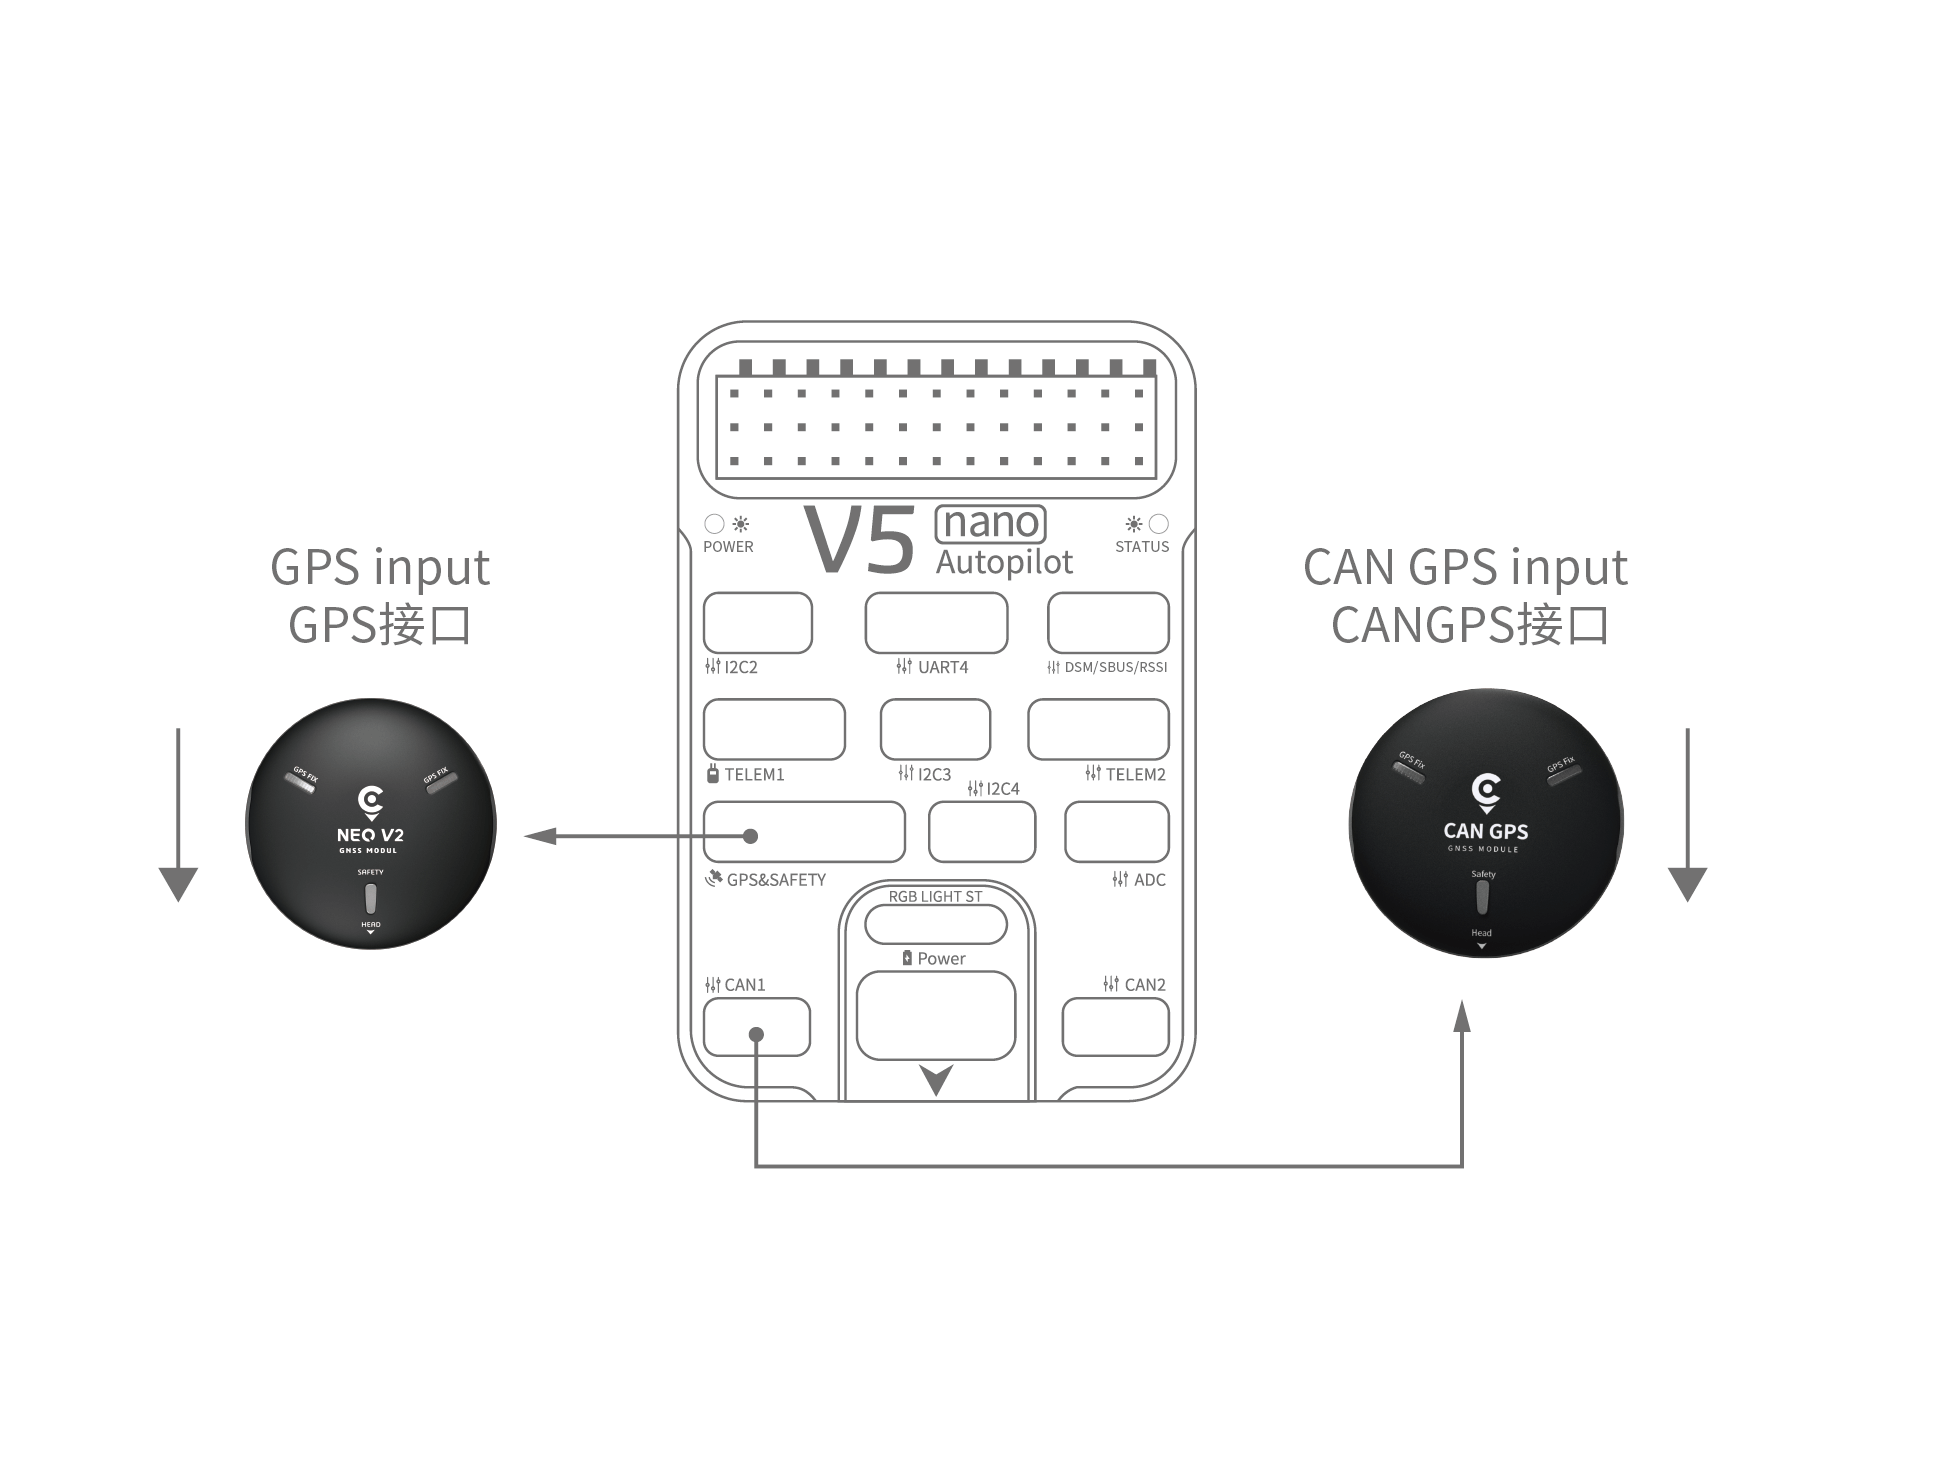 V5 nano
Autopilot
POWER
STATUS
I2C2
UART4
DSM/SBUS/RSSI
TELEM1
I2C3
TELEM2
I2C4
GPS&SAFETY
ADC
RGB LIGHT ST
Power
CAN1
CAN2
GPS input
GPS接口
GPS FIX
GPS FIX
NEO V2
GNSS MODUL
SAFETY
HEAD
CAN GPS input
CANGPS接口
GPS Fix
GPS Fix
CAN GPS
GNSS MODULE
Safety
Head